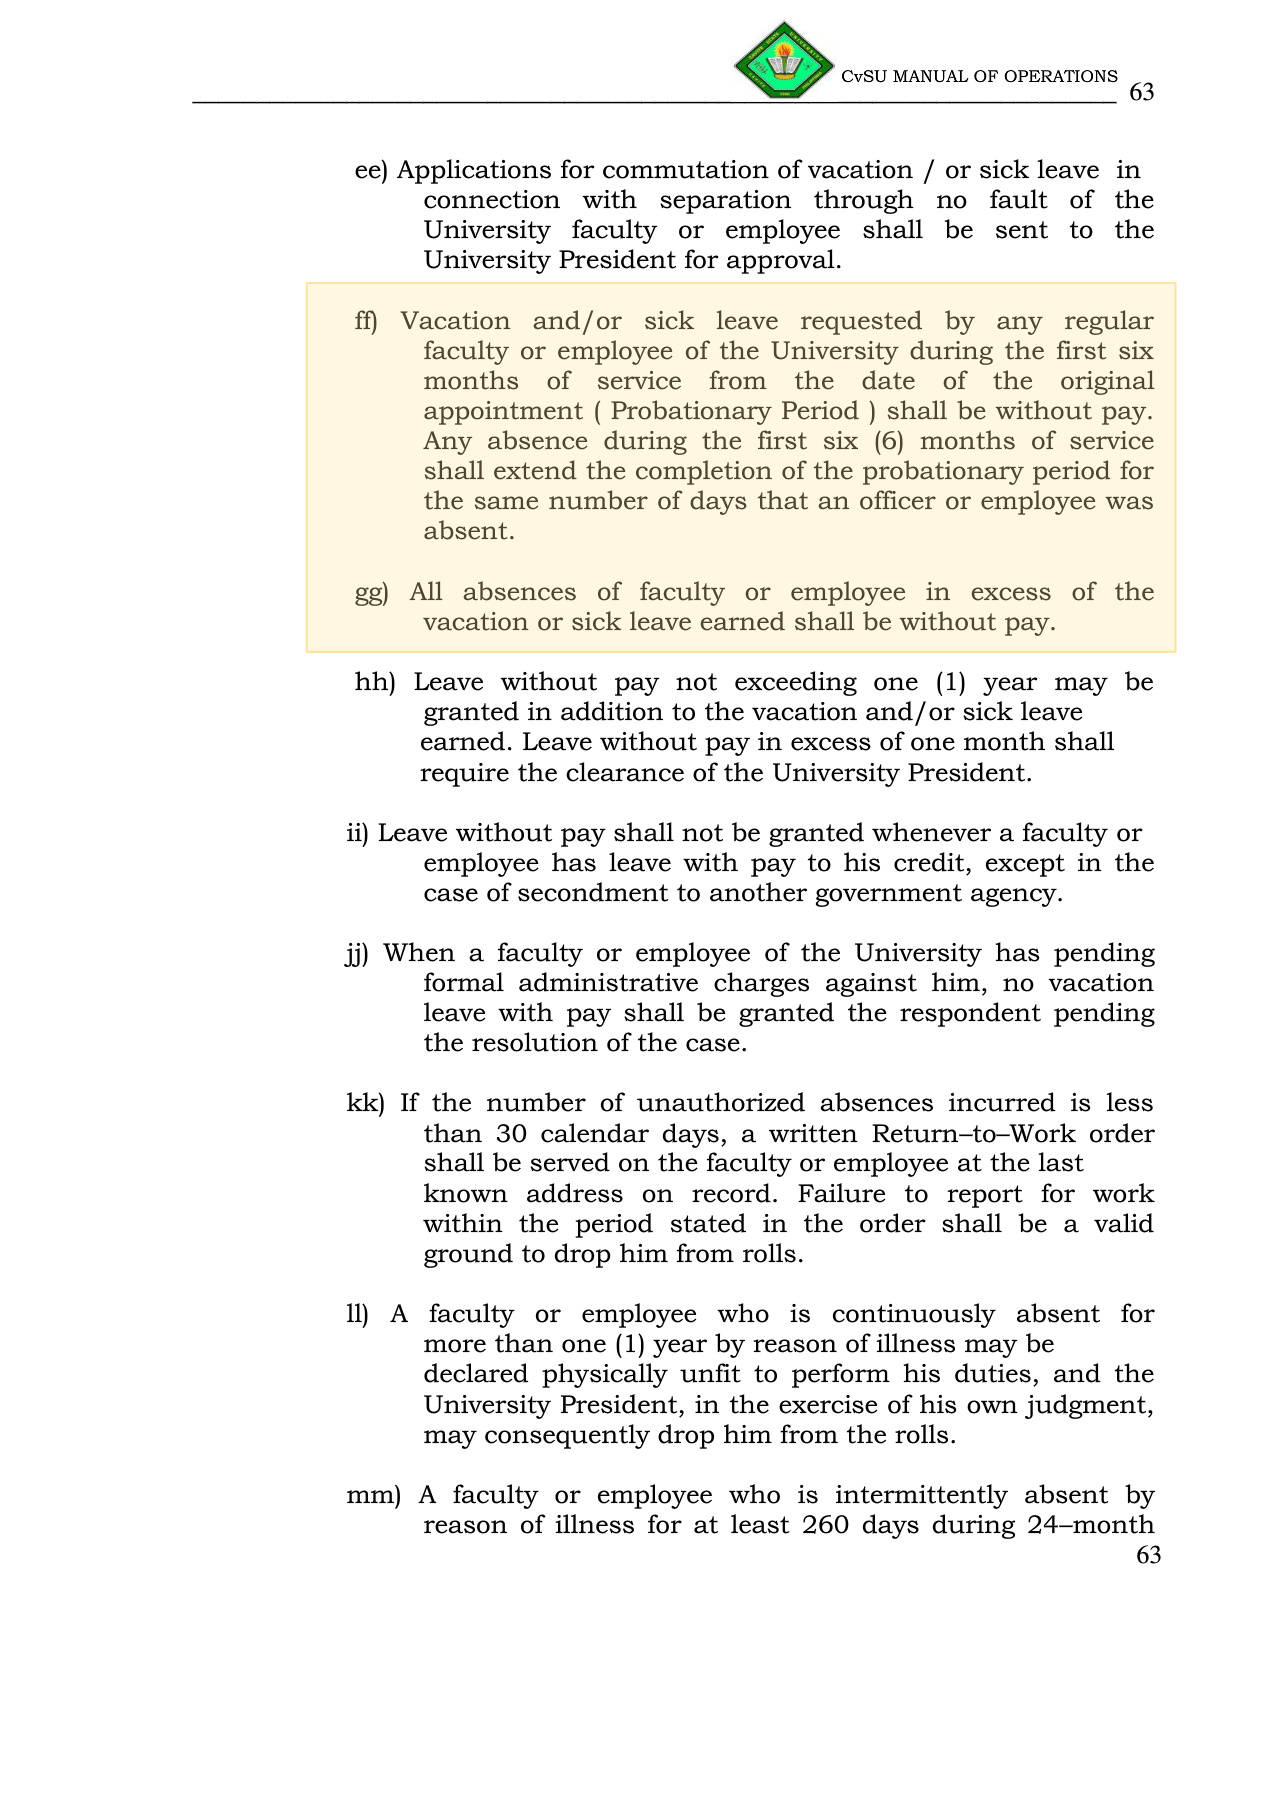 CvSU MANUAL OF OPERATIONS
63
ee) Applications for commutation of vacation / or sick leave in
connection with separation through no fault of the
University faculty or employee shall be sent to the
University President for approval.
ff) Vacation and/or sick leave requested by any regular
faculty or employee of the University during the first six
months of service from the date of the original
appointment ( Probationary Period ) shall be without pay.
Any absence during the first six (6) months of service
shall extend the completion of the probationary period for
the same number of days that an officer or employee was
absent.
gg) All absences of faculty or employee in excess of the
vacation or sick leave earned shall be without pay.
hh) Leave without pay not exceeding one (1) year may be
granted in addition to the vacation and/or sick leave
earned. Leave without pay in excess of one month shall
require the clearance of the University President.
ii) Leave without pay shall not be granted whenever a faculty or
employee has leave with pay to his credit, except in the
case of secondment to another government agency.
jj) When a faculty or employee of the University has pending
formal administrative charges against him, no vacation
leave with pay shall be granted the respondent pending
the resolution of the case.
kk) If the number of unauthorized absences incurred is less
than 30 calendar days, a written Return–to–Work order
shall be served on the faculty or employee at the last
known address on record. Failure to report for work
within the period stated in the order shall be a valid
ground to drop him from rolls.
ll) A faculty or employee who is continuously absent for
more than one (1) year by reason of illness may be
declared physically unfit to perform his duties, and the
University President, in the exercise of his own judgment,
may consequently drop him from the rolls.
mm) A faculty or employee who is intermittently absent by
reason of illness for at least 260 days during 24–month
63